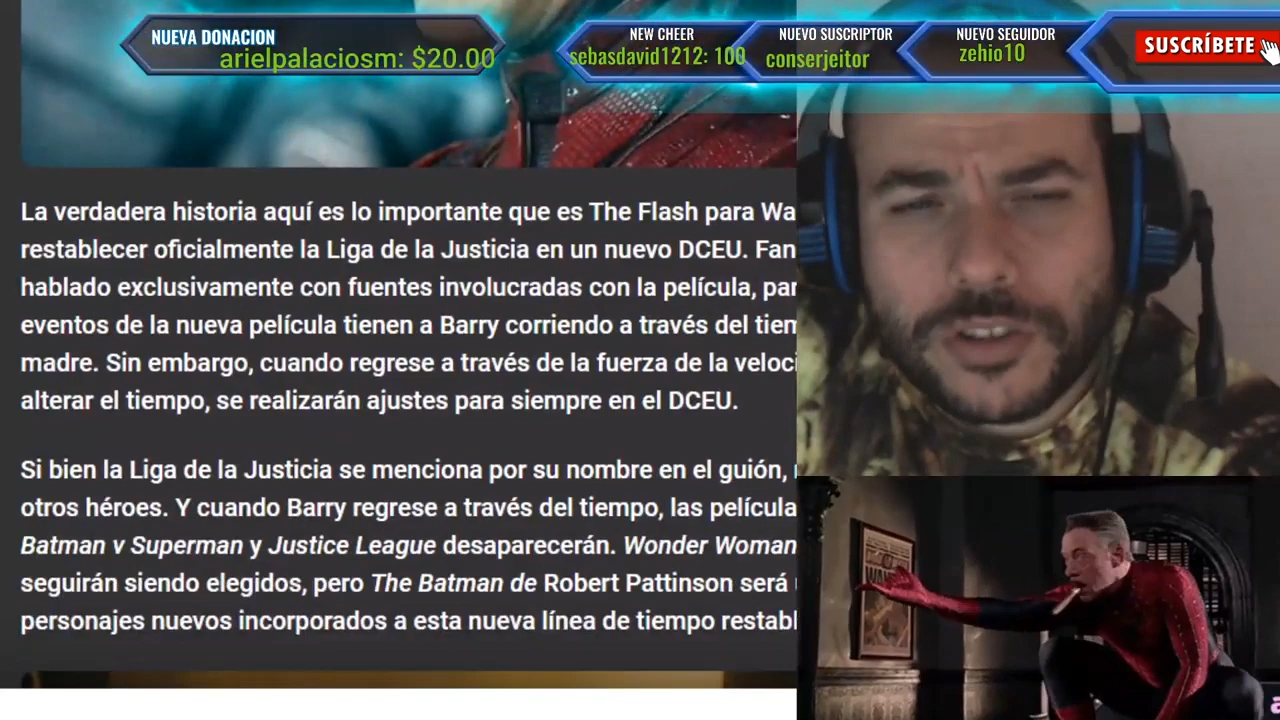 NUEVA DONACION
arielpalaciosm: $20.00
NEW CHEER
sebasdavid1212: 100
NUEVO SUSCRIPTOR
conserjeitor
NUEVO SEGUIDOR
zehio10
SUSCRÍBETE
La verdadera historia aquí es lo importante que es The Flash para Wa
restablecer oficialmente la Liga de la Justicia en un nuevo DCEU. Fan
hablado exclusivamente con fuentes involucradas con la película, par
eventos de la nueva película tienen a Barry corriendo a través del tiem
madre. Sin embargo, cuando regrese a través de la fuerza de la veloci
alterar el tiempo, se realizarán ajustes para siempre en el DCEU.
Si bien la Liga de la Justicia se menciona por su nombre en el guión,
otros héroes. Y cuando Barry regrese a través del tiempo, las película
Batman v Superman y Justice League desaparecerán. Wonder Woman
seguirán siendo elegidos, pero The Batman de Robert Pattinson será
personajes nuevos incorporados a esta nueva línea de tiempo restabl